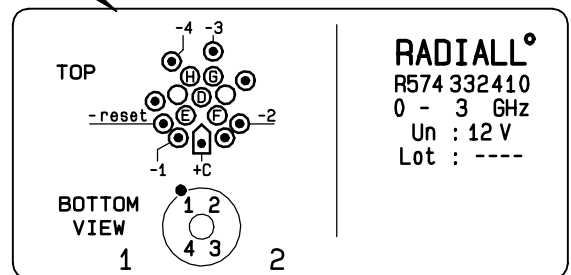 -4 -3
TOP
H G
D
-reset E F -2
-1 +C
BOTTOM
VIEW
1 2
4 3
1 2
RADIALL°
R574 332410
0 - 3 GHz
Un : 12 V
Lot : ----